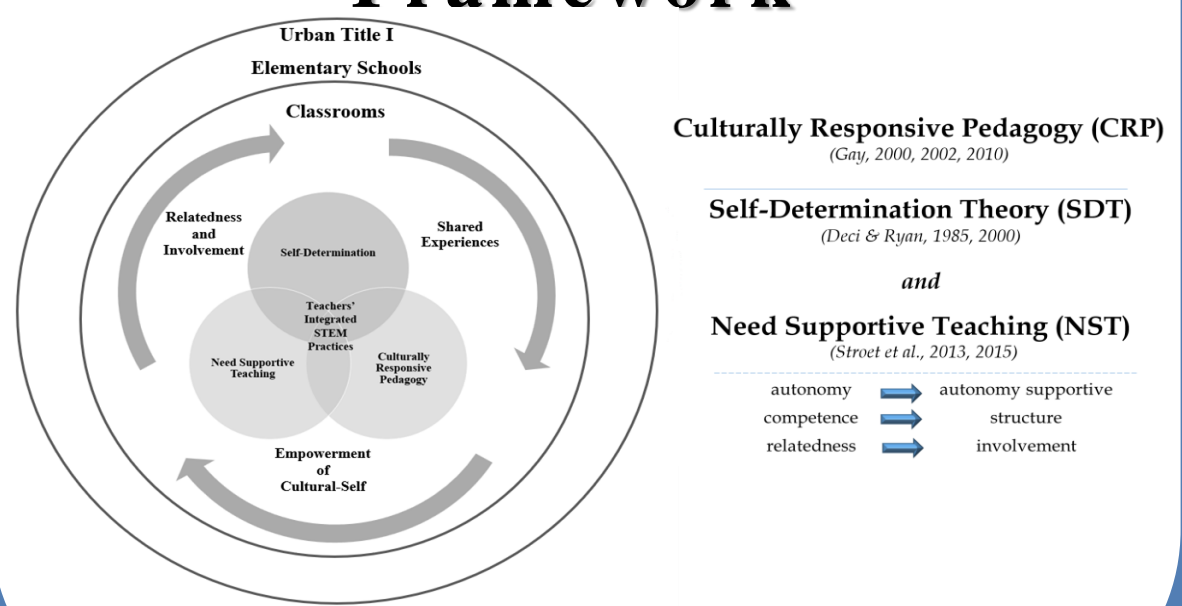 Framework
Urban Title I
Elementary Schools
Classrooms
Relatedness
and
Involvement
Shared
Experiences
Self-Determination
Teachers’
Integrated
STEM
Practices
Need Supportive
Teaching
Culturally
Responsive
Pedagogy
Empowerment
of
Cultural-Self
Culturally Responsive Pedagogy (CRP)
(Gay, 2000, 2002, 2010)
Self-Determination Theory (SDT)
(Deci & Ryan, 1985, 2000)
and
Need Supportive Teaching (NST)
(Stroet et al., 2013, 2015)
autonomy autonomy supportive
competence structure
relatedness involvement